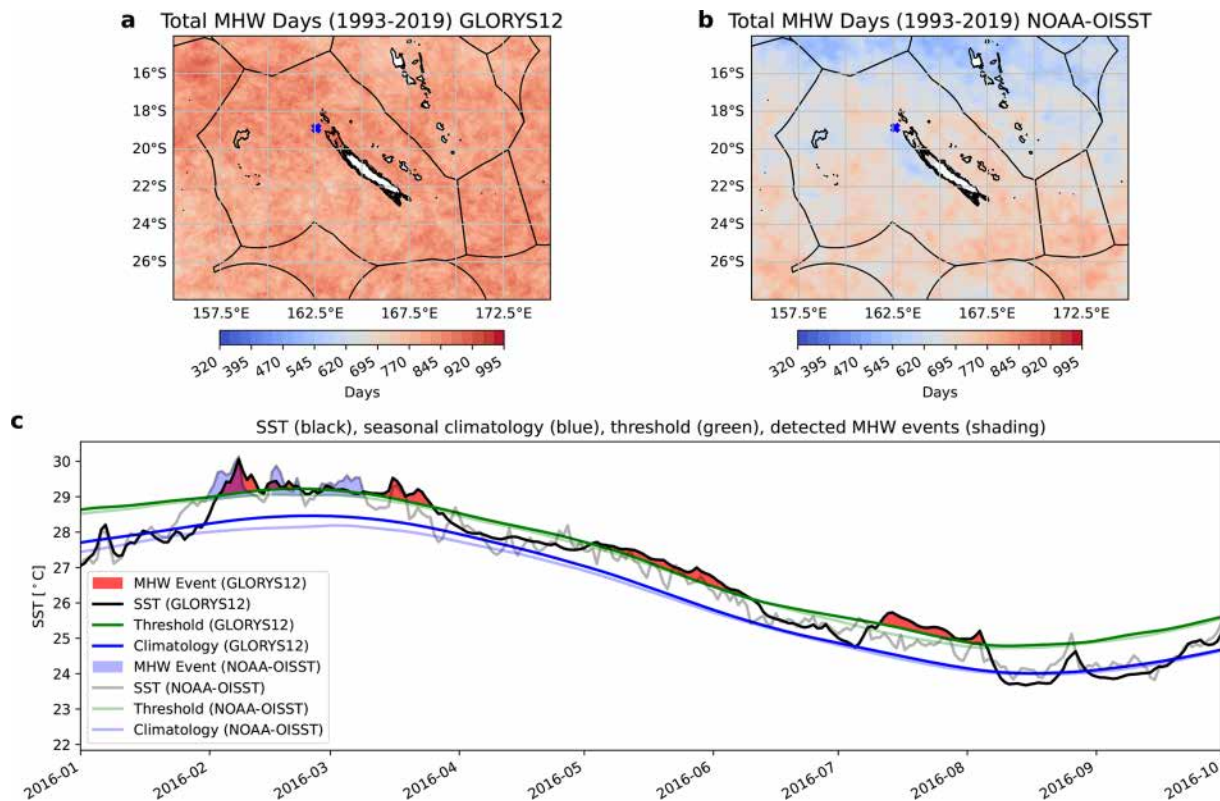 a Total MHW Days (1993-2019) GLORYS12
16°S
18°S
20°S
22°S
24°S
26°S
157.5°E 162.5°E 167.5°E 172.5°E
320 395 470 545 620 695 770 845 920 995
Days
b Total MHW Days (1993-2019) NOAA-OISST
16°S
18°S
20°S
22°S
24°S
26°S
157.5°E 162.5°E 167.5°E 172.5°E
320 395 470 545 620 695 770 845 920 995
Days
c
SST (black), seasonal climatology (blue), threshold (green), detected MHW events (shading)
SST [°C]
30
29
28
27
26
25
24
23
22
MHW Event (GLORYS12)
SST (GLORYS12)
Threshold (GLORYS12)
Climatology (GLORYS12)
MHW Event (NOAA-OISST)
SST (NOAA-OISST)
Threshold (NOAA-OISST)
Climatology (NOAA-OISST)
2016-01 2016-02 2016-03 2016-04 2016-05 2016-06 2016-07 2016-08 2016-09 2016-10